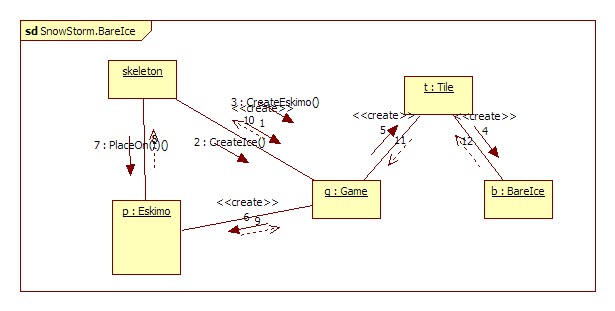 sd SnowStorm.BareIce
skeleton
t : Tile
3 : CreateEskimo()
<<create>>
10
1
<<create>>
5
11
<<create>>
4
12
7 : PlaceOn()
2 : CreateIce()
g : Game
b : BareIce
p : Eskimo
<<create>>
6
9